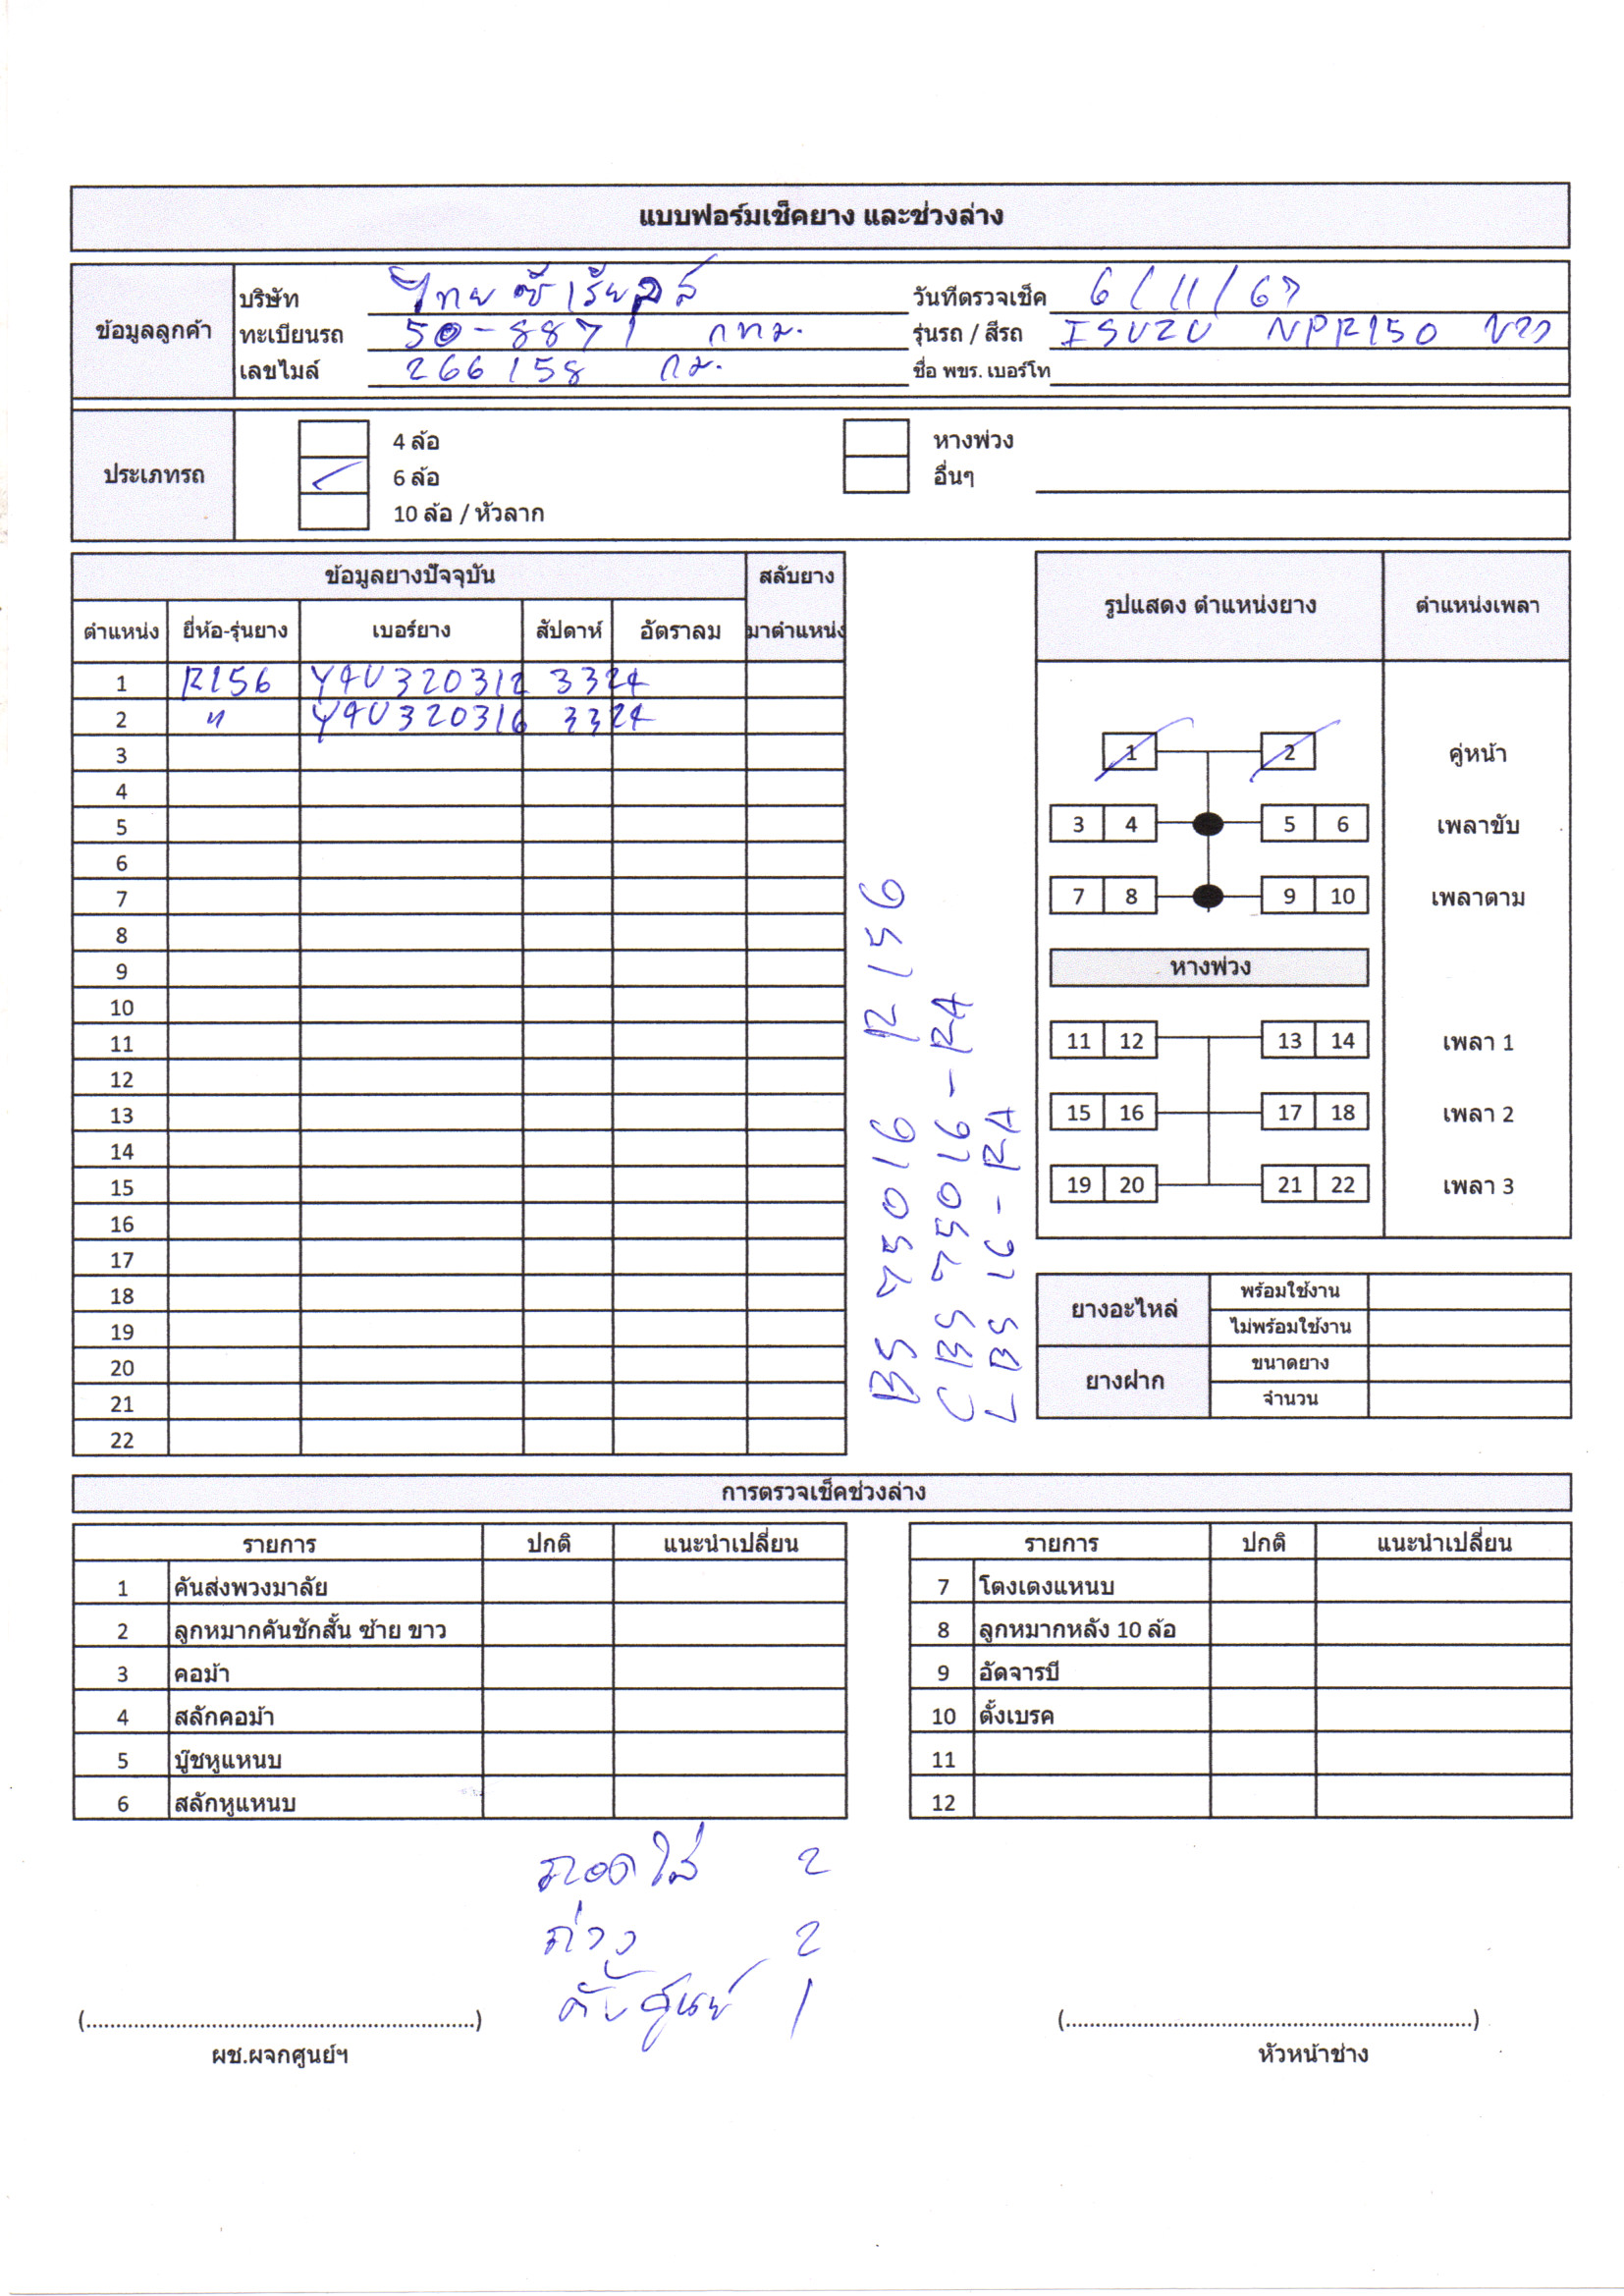 แบบฟอร์มเช็คยาง และช่วงล่าง
ข้อมูลลูกค้า
บริษัท ไทยซีเรียลส์ วันที่ตรวจเช็ค 6/11/67
ทะเบียนรถ 50-8871 กทม. รุ่นรถ / สีรถ ISUZU NPR150 ขาว
เลขไมล์ 266158 กม. ชื่อ พขร. เบอร์โท
ประเภทรถ
4 ล้อ หางพ่วง
6 ล้อ อื่นๆ
10 ล้อ / หัวลาก
ข้อมูลยางปัจจุบัน สลับยาง
ตำแหน่ง ยี่ห้อ-รุ่นยาง เบอร์ยาง สัปดาห์ อัตราลม มาตำแหน่ง
1 R156 Y4U320312 3324
2 " Y4U320316 3324
3
4
5
6
7
8
9
10
11
12
13
14
15
16
17
18
19
20
21
22
BS 75016 R156
CBS 75016-RA
LBS 16-RA
รูปแสดง ตำแหน่งยาง ตำแหน่งเพลา
1 2 คู่หน้า
3 4 5 6 เพลาขับ
7 8 9 10 เพลาตาม
หางพ่วง
11 12 13 14 เพลา 1
15 16 17 18 เพลา 2
19 20 21 22 เพลา 3
ยางอะไหล่ พร้อมใช้งาน
ไม่พร้อมใช้งาน
ยางฝาก ขนาดยาง
จำนวน
การตรวจเช็คช่วงล่าง
รายการ ปกติ แนะนำเปลี่ยน รายการ ปกติ แนะนำเปลี่ยน
1 คันส่งพวงมาลัย 7 โตงเตงแหนบ
2 ลูกหมากคันชักสั้น ซ้าย ขาว 8 ลูกหมากหลัง 10 ล้อ
3 คอม้า 9 อัดจารบี
4 สลักคอม้า 10 ตั้งเบรค
5 บู๊ชหูแหนบ 11
6 สลักหูแหนบ 12
ถอดใส่ 2
ถ่วง 2
ตั้งศูนย์ 1
(.................................................................) (.................................................................)
ผช.ผจกศูนย์ฯ หัวหน้าช่าง